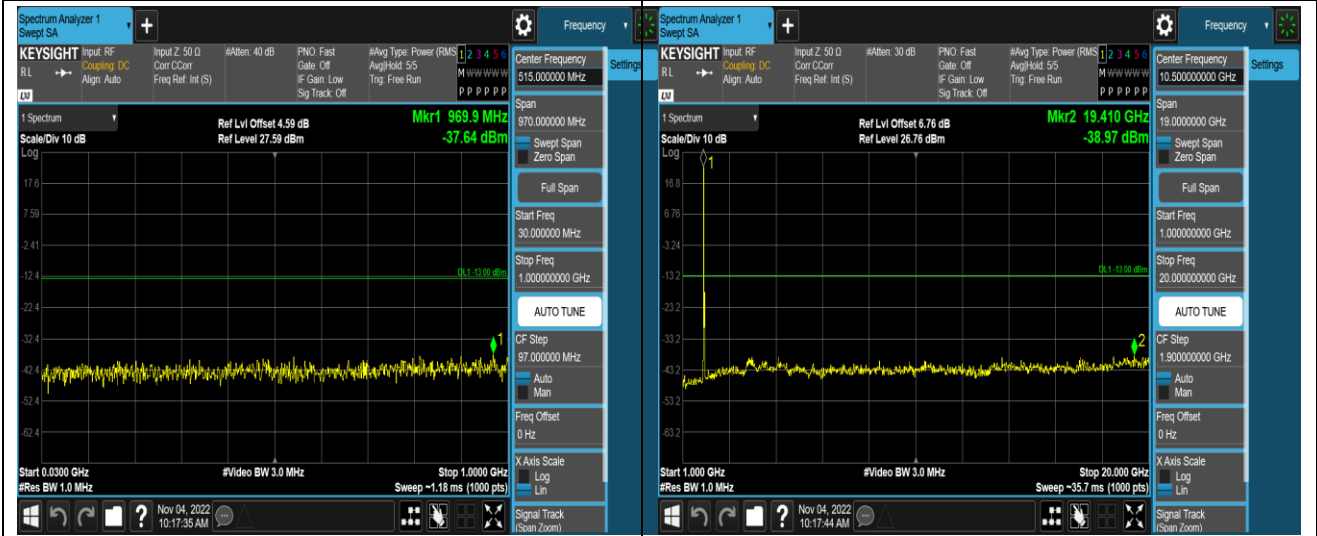 Spectrum Analyzer 1
Swept SA
+
Frequency
KEYSIGHT
RL
LXI
Input: RF
Coupling: DC
Align: Auto
Input Z: 50 Ω
Corr CCorr
Freq Ref: Int (S)
#Atten: 40 dB
PNO: Fast
Gate: Off
IF Gain: Low
Sig Track: Off
#Avg Type: Power (RMS
Avg|Hold: 5/5
Trig: Free Run
1 2 3 4 5 6
M W W W W W
P P P P P P
1 Spectrum
Scale/Div 10 dB
Log
Ref Lvl Offset 4.59 dB
Ref Level 27.59 dBm
Mkr1 969.9 MHz
-37.64 dBm
17.6
7.59
-2.41
-12.4
-22.4
-32.4
-42.4
-52.4
-62.4
DL1 -13.00 dBm
1
Start 0.0300 GHz
#Res BW 1.0 MHz
#Video BW 3.0 MHz
Stop 1.0000 GHz
Sweep ~1.18 ms (1000 pts)
Center Frequency
515.000000 MHz
Span
970.000000 MHz
Swept Span
Zero Span
Full Span
Start Freq
30.000000 MHz
Stop Freq
1.000000000 GHz
AUTO TUNE
CF Step
97.000000 MHz
Auto
Man
Freq Offset
0 Hz
X Axis Scale
Log
Lin
Signal Track
(Span Zoom)
Settings
?
Nov 04, 2022
10:17:35 AM
Spectrum Analyzer 1
Swept SA
+
Frequency
KEYSIGHT
RL
LXI
Input: RF
Coupling: DC
Align: Auto
Input Z: 50 Ω
Corr CCorr
Freq Ref: Int (S)
#Atten: 30 dB
PNO: Fast
Gate: Off
IF Gain: Low
Sig Track: Off
#Avg Type: Power (RMS
Avg|Hold: 5/5
Trig: Free Run
1 2 3 4 5 6
M W W W W W
P P P P P P
1 Spectrum
Scale/Div 10 dB
Log
Ref Lvl Offset 6.76 dB
Ref Level 26.76 dBm
Mkr2 19.410 GHz
-38.97 dBm
1
16.8
6.76
-3.24
-13.2
-23.2
-33.2
-43.2
-53.2
-63.2
DL1 -13.00 dBm
2
Start 1.000 GHz
#Res BW 1.0 MHz
#Video BW 3.0 MHz
Stop 20.000 GHz
Sweep ~35.7 ms (1000 pts)
Center Frequency
10.500000000 GHz
Span
19.0000000 GHz
Swept Span
Zero Span
Full Span
Start Freq
1.000000000 GHz
Stop Freq
20.000000000 GHz
AUTO TUNE
CF Step
1.900000000 GHz
Auto
Man
Freq Offset
0 Hz
X Axis Scale
Log
Lin
Signal Track
(Span Zoom)
Settings
?
Nov 04, 2022
10:17:44 AM